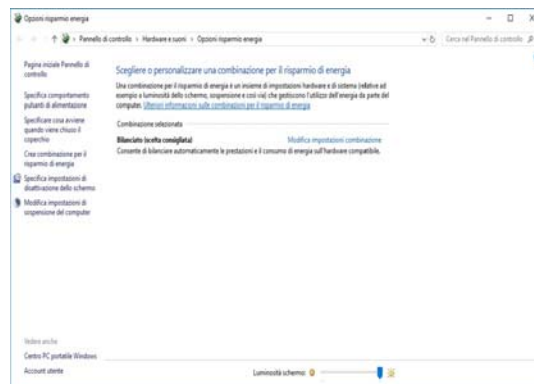 Opzioni risparmio energia
Pannello di controllo > Hardware e suoni > Opzioni risparmio energia
Cerca nel Pannello di controllo
Pagina iniziale Pannello di
controllo
Specifica comportamento
pulsanti di alimentazione
Specificare cosa avviene
quando viene chiuso il
coperchio
Crea combinazione per il
risparmio di energia
Specifica impostazioni di
disattivazione dello schermo
Modifica impostazioni di
sospensione del computer
Scegliere o personalizzare una combinazione per il risparmio di energia
Una combinazione per il risparmio di energia è un insieme di impostazioni hardware e di sistema (relative ad
esempio a luminosità dello schermo, sospensione e così via) che gestiscono l'utilizzo dell'energia da parte del
computer. Ulteriori informazioni sulle combinazioni per il risparmio di energia
Combinazione selezionata
Bilanciato (scelta consigliata) Modifica impostazioni combinazione
Consente di bilanciare automaticamente le prestazioni e il consumo di energia sull'hardware compatibile.
Vedere anche
Centro PC portatile Windows
Account utente
Luminosità schermo: